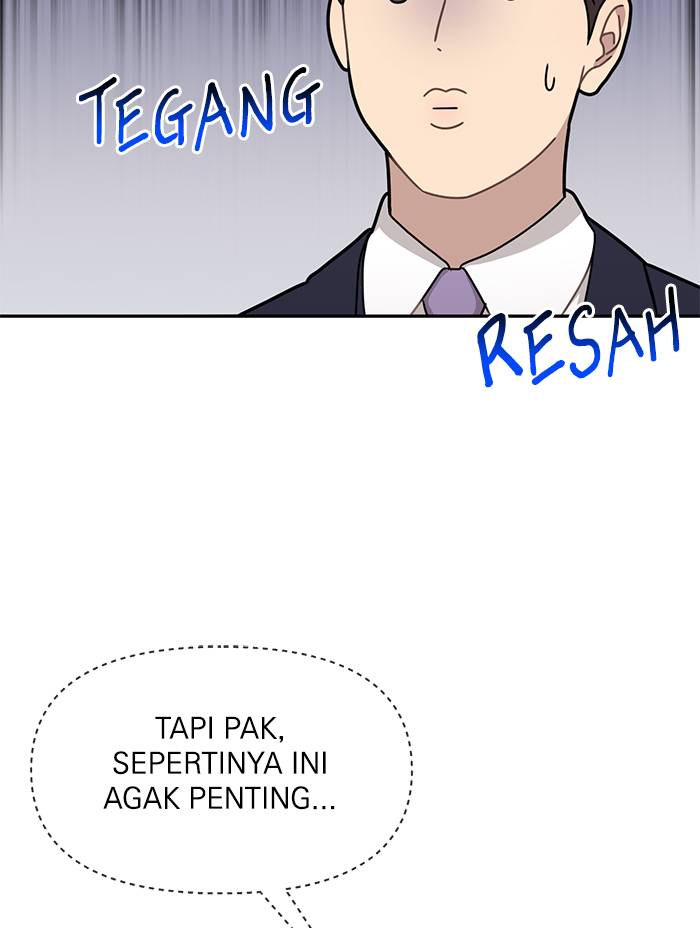 TEGANG
RESAH
TAPI PAK,
SEPERTINYA INI
AGAK PENTING...